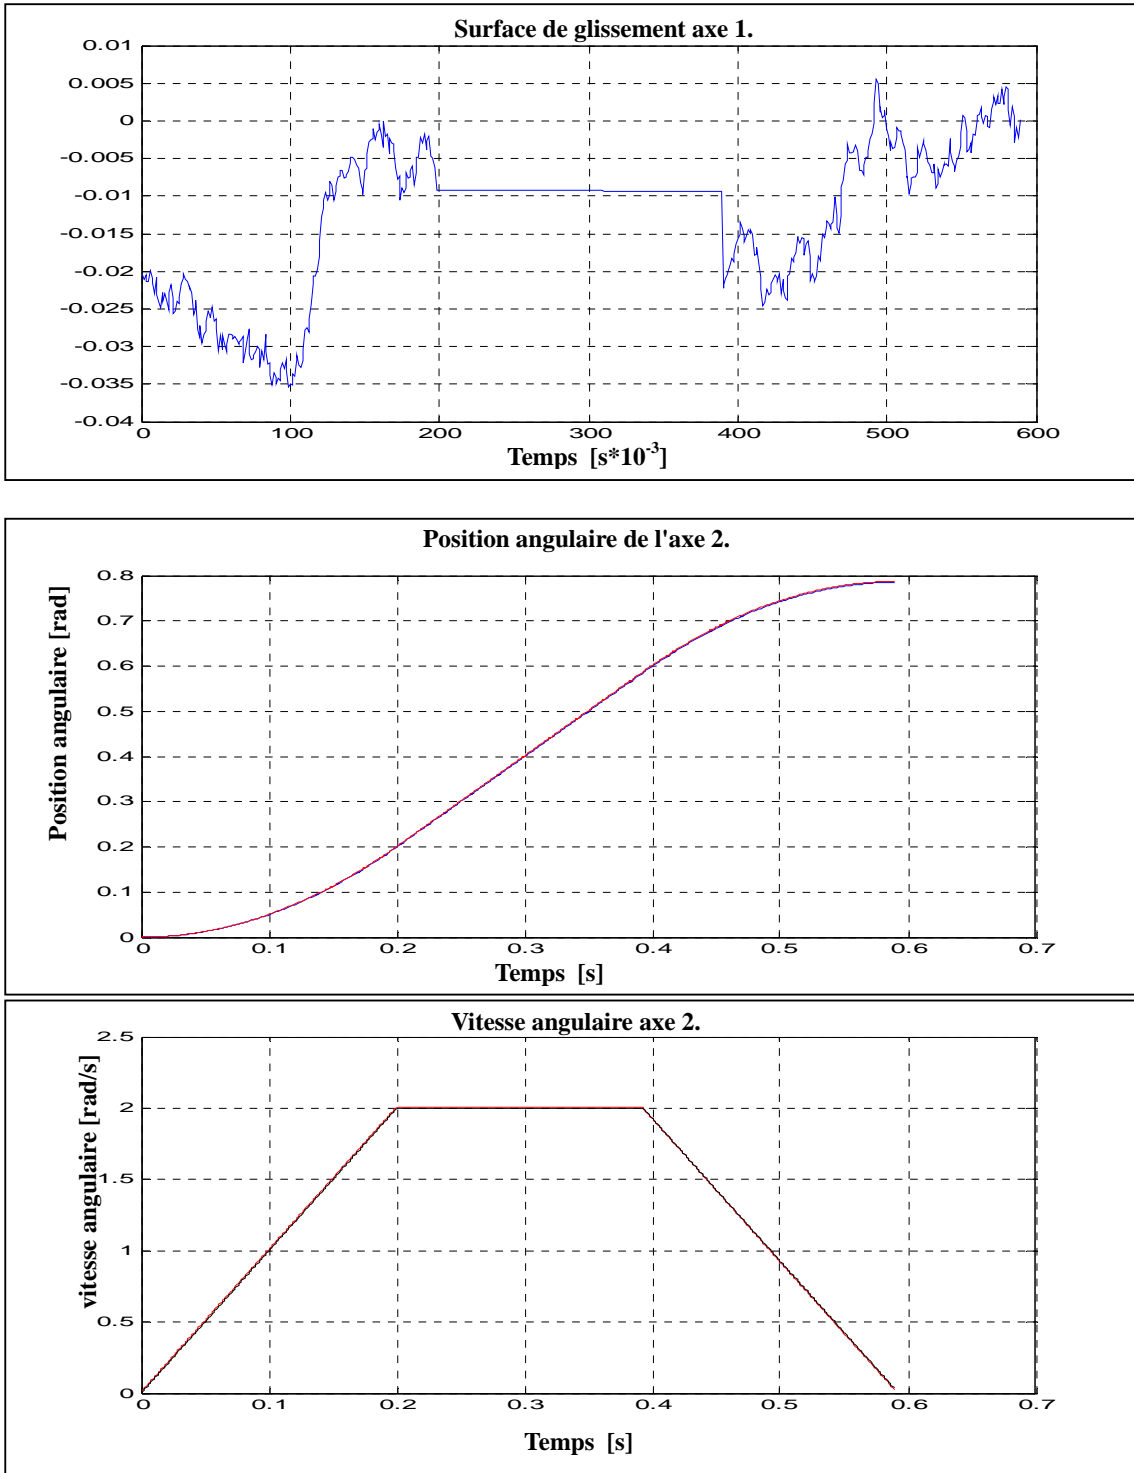 Surface de glissement axe 1.
0.01
0.005
0
-0.005
-0.01
-0.015
-0.02
-0.025
-0.03
-0.035
-0.04
0 100 200 300 400 500 600
Temps [s*10-3]
Position angulaire de l'axe 2.
Position angulaire [rad]
0.8
0.7
0.6
0.5
0.4
0.3
0.2
0.1
0
0 0.1 0.2 0.3 0.4 0.5 0.6 0.7
Temps [s]
Vitesse angulaire axe 2.
vitesse angulaire [rad/s]
2.5
2
1.5
1
0.5
0
0 0.1 0.2 0.3 0.4 0.5 0.6 0.7
Temps [s]